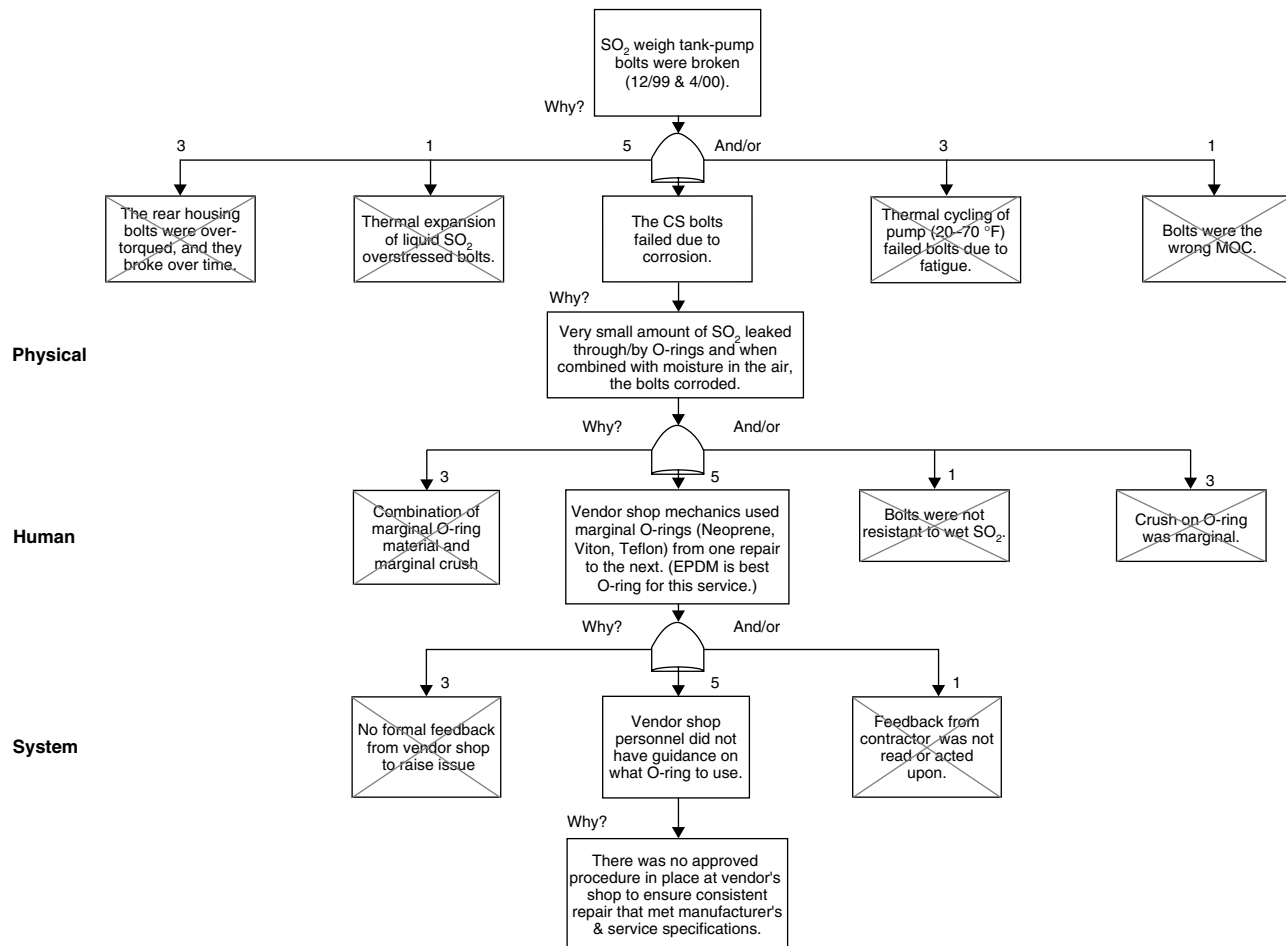 SO2 weigh tank-pump
bolts were broken
(12/99 & 4/00).
Why?
3
1
5
And/or
3
1
The rear housing
bolts were over-
torqued, and they
broke over time.
Thermal expansion
of liquid SO2
overstressed bolts.
The CS bolts
failed due to
corrosion.
Thermal cycling of
pump (20--70 °F)
failed bolts due to
fatigue.
Bolts were the
wrong MOC.
Why?
Physical
Very small amount of SO2 leaked
through/by O-rings and when
combined with moisture in the air,
the bolts corroded.
Why?
And/or
3
5
1
3
Human
Combination of
marginal O-ring
material and
marginal crush
Vendor shop mechanics used
marginal O-rings (Neoprene,
Viton, Teflon) from one repair
to the next. (EPDM is best
O-ring for this service.)
Bolts were not
resistant to wet SO2.
Crush on O-ring
was marginal.
Why?
And/or
3
5
1
System
No formal feedback
from vendor shop
to raise issue
Vendor shop
personnel did not
have guidance on
what O-ring to use.
Feedback from
contractor was not
read or acted
upon.
Why?
There was no approved
procedure in place at vendor's
shop to ensure consistent
repair that met manufacturer's
& service specifications.